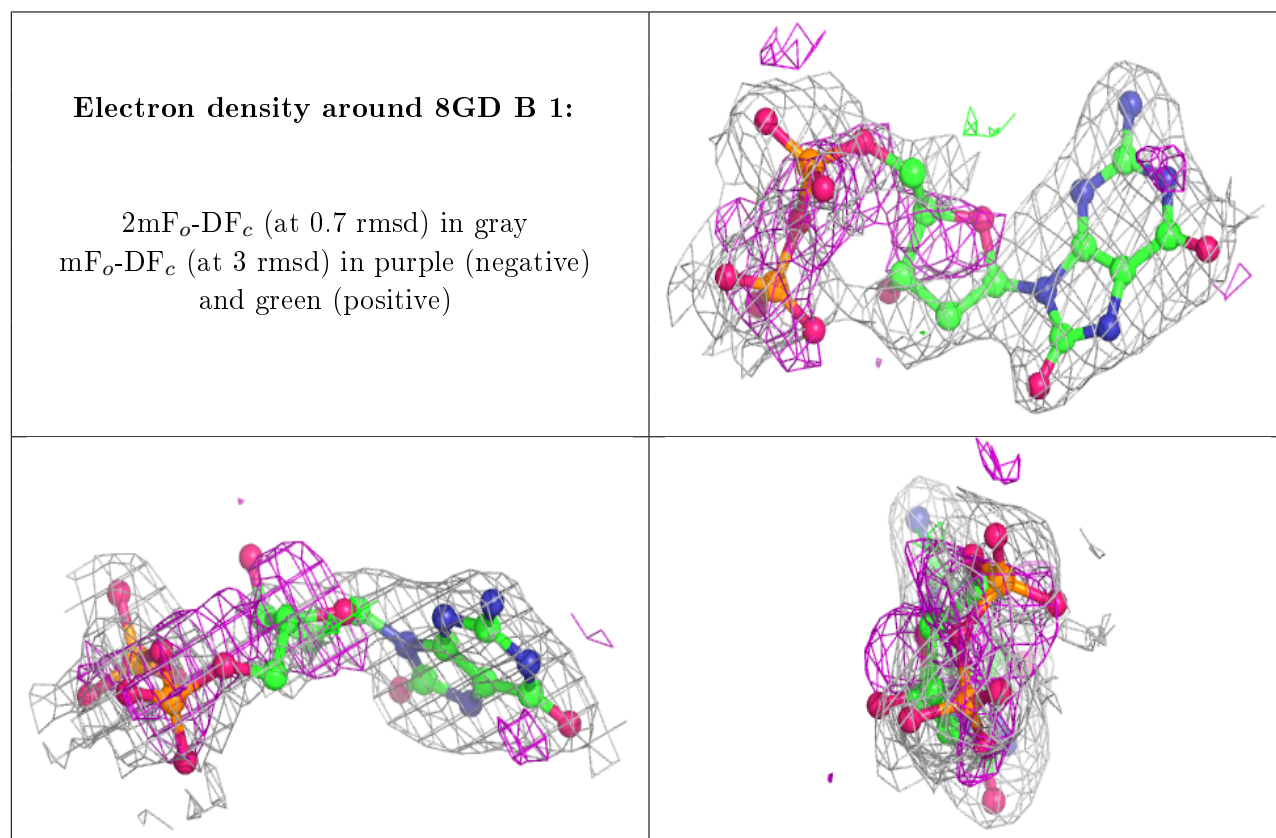 Electron density around 8GD B 1:
2mFₒ-DF𝒸 (at 0.7 rmsd) in gray
mFₒ-DF𝒸 (at 3 rmsd) in purple (negative)
and green (positive)